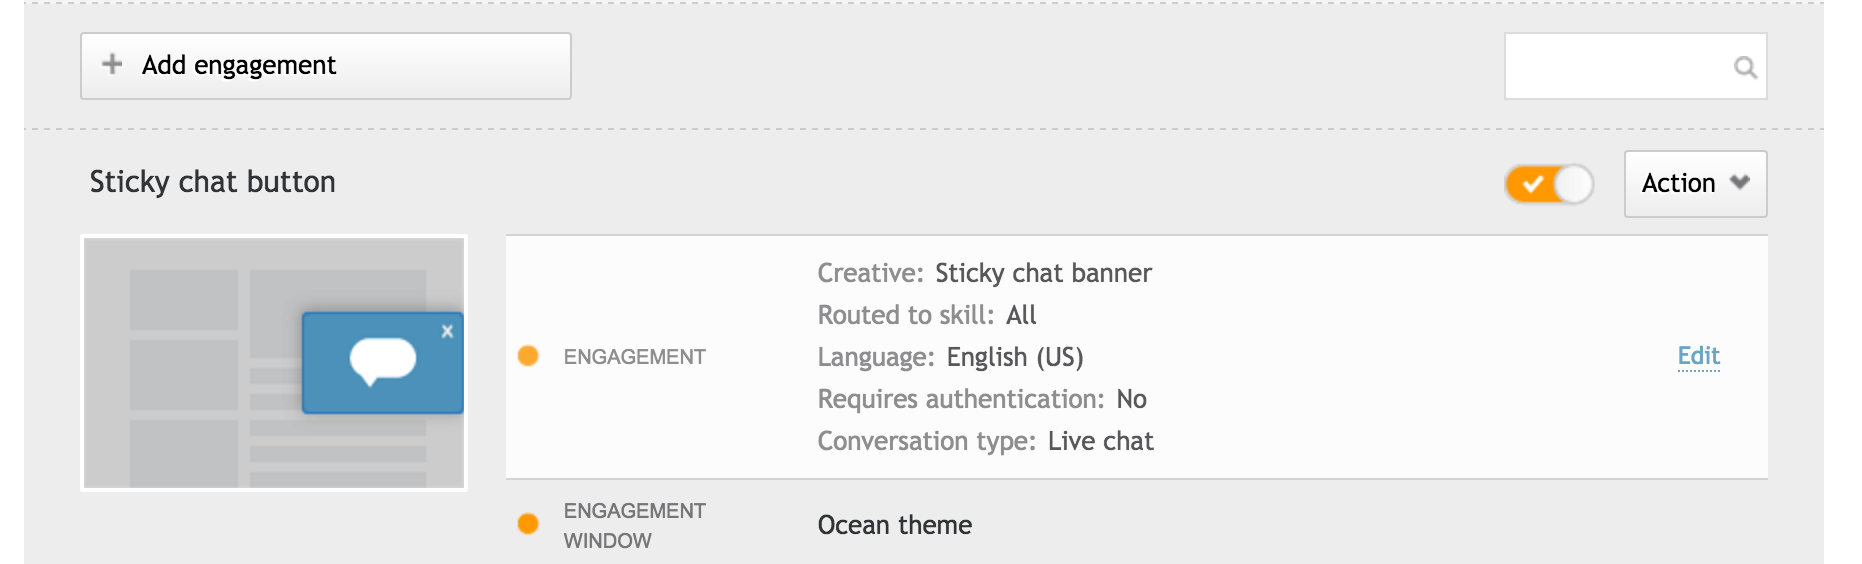 Add engagement
Sticky chat button
Action
x
Creative: Sticky chat banner
Routed to skill: All
ENGAGEMENT
Language: English (US)
Edit
Requires authentication: No
Conversation type: Live chat
ENGAGEMENT
WINDOW
Ocean theme